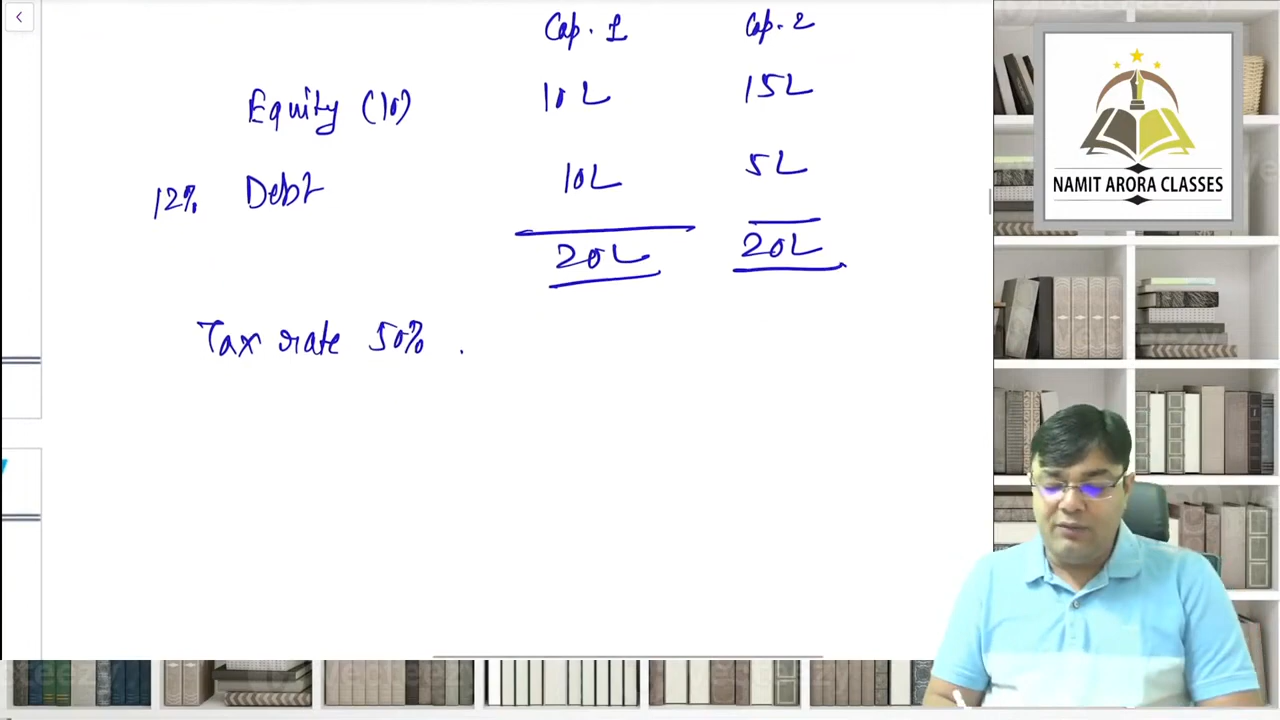 Cap. 1 Cap. 2
Equity (10) 10L 15L
12% Debt 10L 5L
20L 20L
Tax rate 50% .
NAMIT ARORA CLASSES